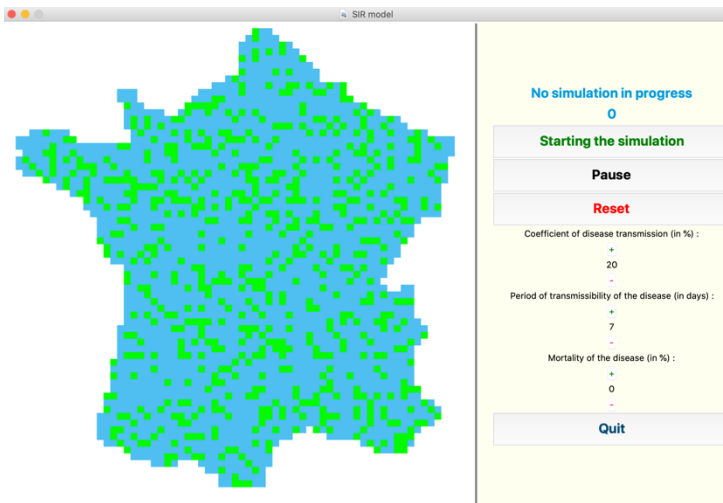 SIR model
No simulation in progress
0
Starting the simulation
Pause
Reset
Coefficient of disease transmission (in %) :
+
20
-
Period of transmissibility of the disease (in days) :
+
7
-
Mortality of the disease (in %) :
+
0
-
Quit